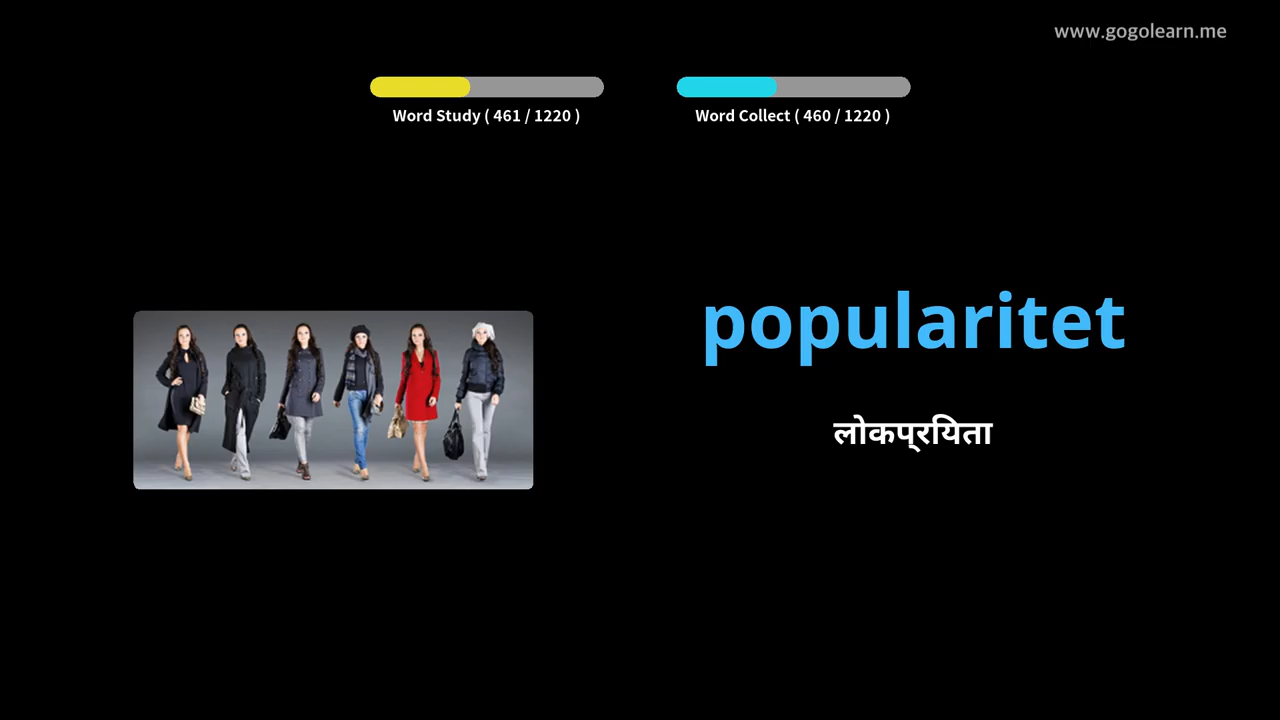 www.gogolearn.me
Word Study ( 461 / 1220 )
Word Collect ( 460 / 1220 )
popularitet
लोकप्रियता